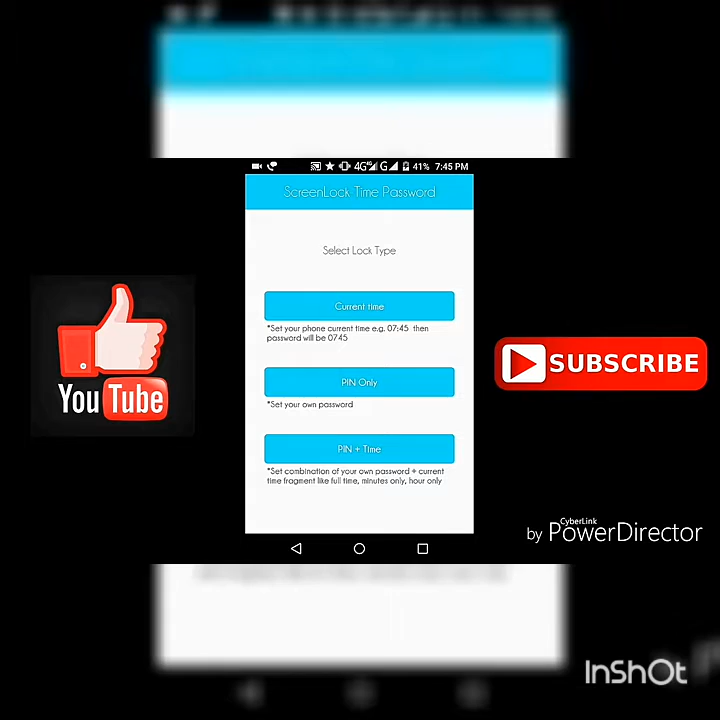 4G G 41% 7:45 PM
ScreenLock Time Password
Select Lock Type
Current time
*Set your phone current time e.g. 07:45 then
password will be 0745
PIN Only
*Set your own password
PIN + Time
*Set combination of your own password + current
time fragment like full time, minutes only, hour only
YouTube
SUBSCRIBE
by CyberLink
PowerDirector
InShOt